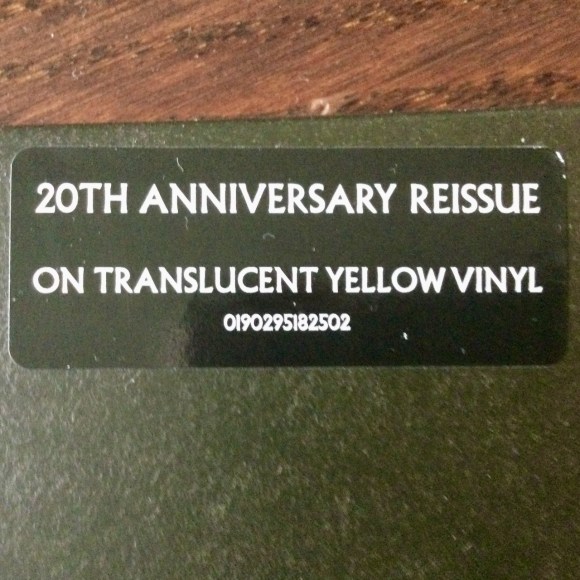 20TH ANNIVERSARY REISSUE
ON TRANSLUCENT YELLOW VINYL
0190295182502